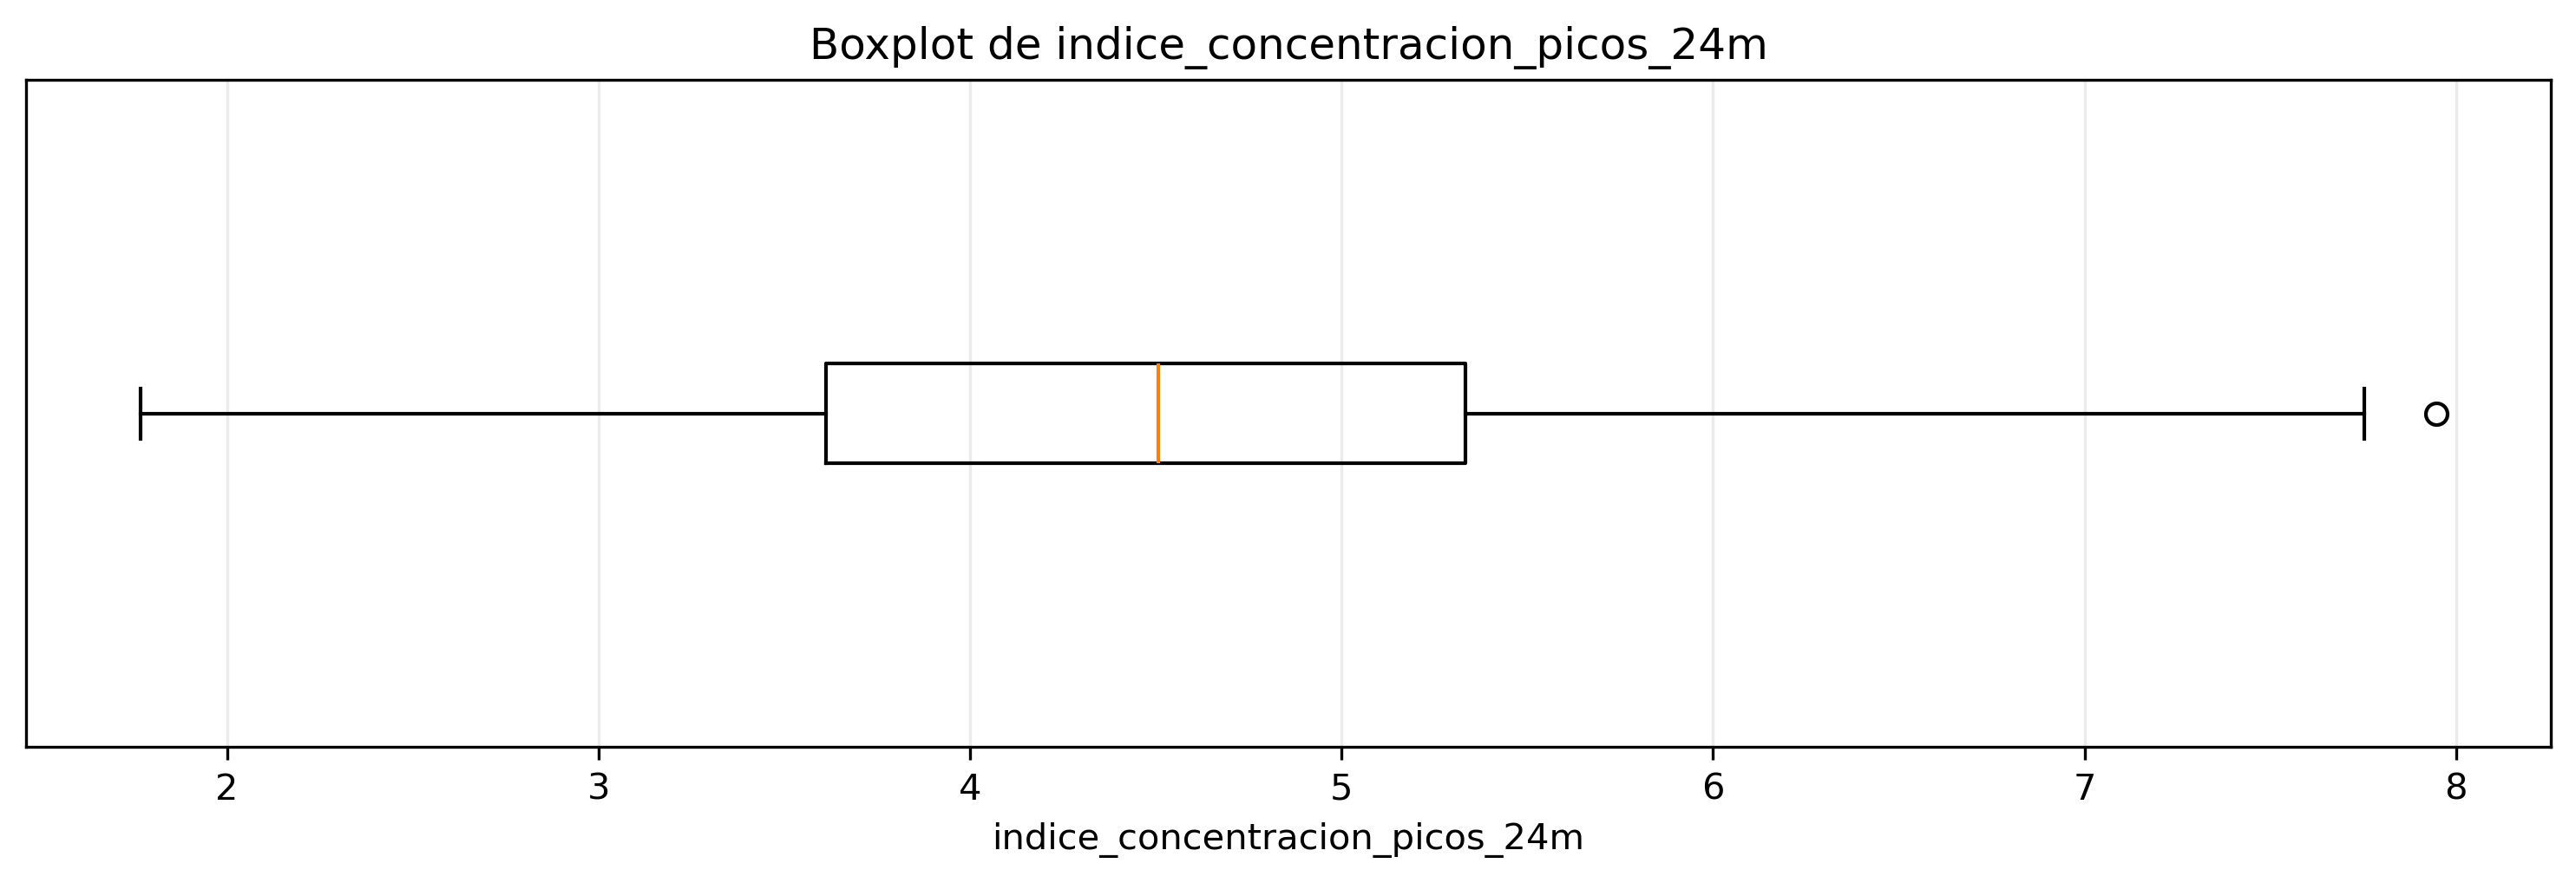 Boxplot de indice_concentracion_picos_24m
2 3 4 5 6 7 8
indice_concentracion_picos_24m